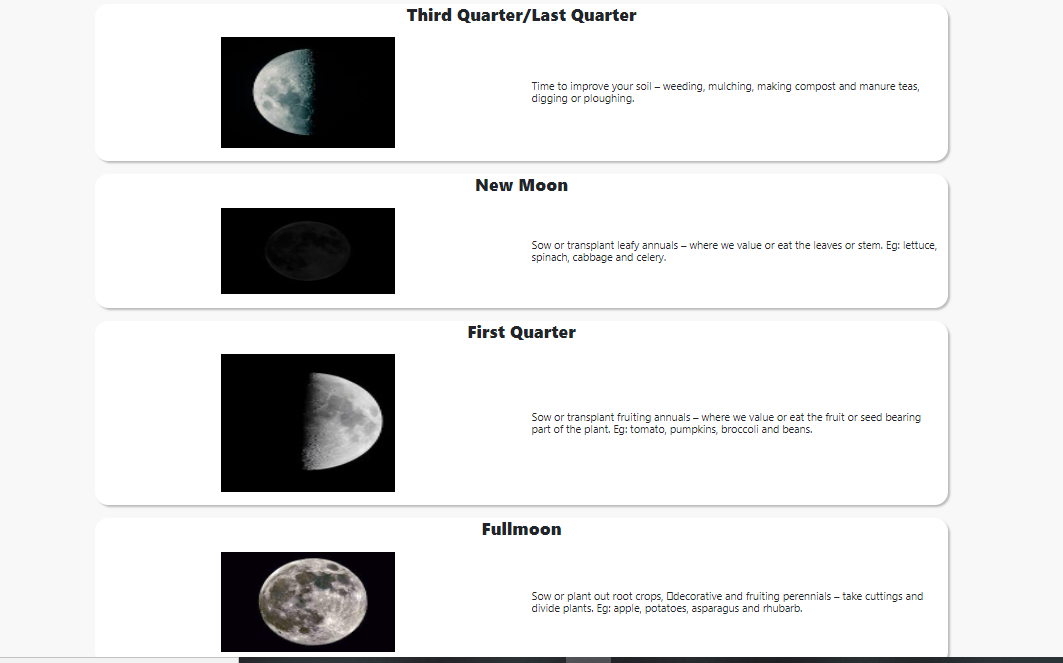 Third Quarter/Last Quarter
Time to improve your soil – weeding, mulching, making compost and manure teas,
digging or ploughing.
New Moon
Sow or transplant leafy annuals – where we value or eat the leaves or stem. Eg: lettuce,
spinach, cabbage and celery.
First Quarter
Sow or transplant fruiting annuals – where we value or eat the fruit or seed bearing
part of the plant. Eg: tomato, pumpkins, broccoli and beans.
Fullmoon
Sow or plant out root crops, decorative and fruiting perennials – take cuttings and
divide plants. Eg: apple, potatoes, asparagus and rhubarb.